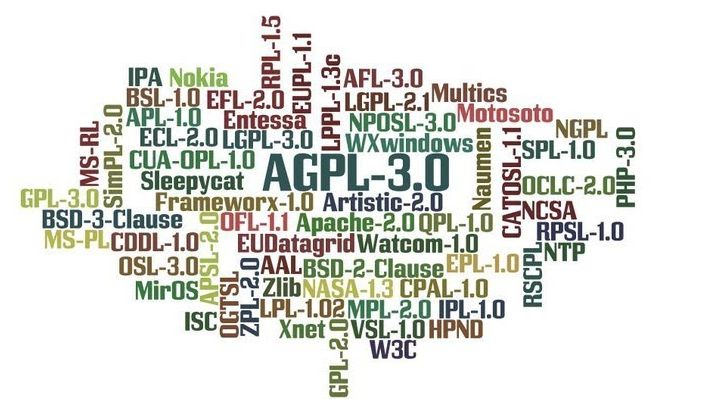 RPL-1.5
EUPL-1.1
IPA Nokia
LPPL-1.3c
AFL-3.0
BSL-1.0 EFL-2.0
LGPL-2.1 Multics
MS-RL
SimPL-2.0
APL-1.0 Entessa
NPOSL-3.0 Motosoto
ECL-2.0 LGPL-3.0
WXwindows
Naumen
CATOSL-1.1
NGPL
PHP-3.0
CUA-OPL-1.0
SPL-1.0
Sleepycat
AGPL-3.0
OCLC-2.0
GPL-3.0
Frameworx-1.0 Artistic-2.0
NCSA
BSD-3-Clause
APSL-2.0
OFL-1.1 Apache-2.0 QPL-1.0
RPSL-1.0
MS-PL CDDL-1.0
EUDatagrid Watcom-1.0
RSCPL
NTP
OSL-3.0
OGTSL
ZPL-2.0
AAL BSD-2-Clause EPL-1.0
MirOS
Zlib NASA-1.3 CPAL-1.0
LPL-1.02 MPL-2.0 IPL-1.0
ISC
Xnet
GPL-2.0
VSL-1.0 HPND
W3C